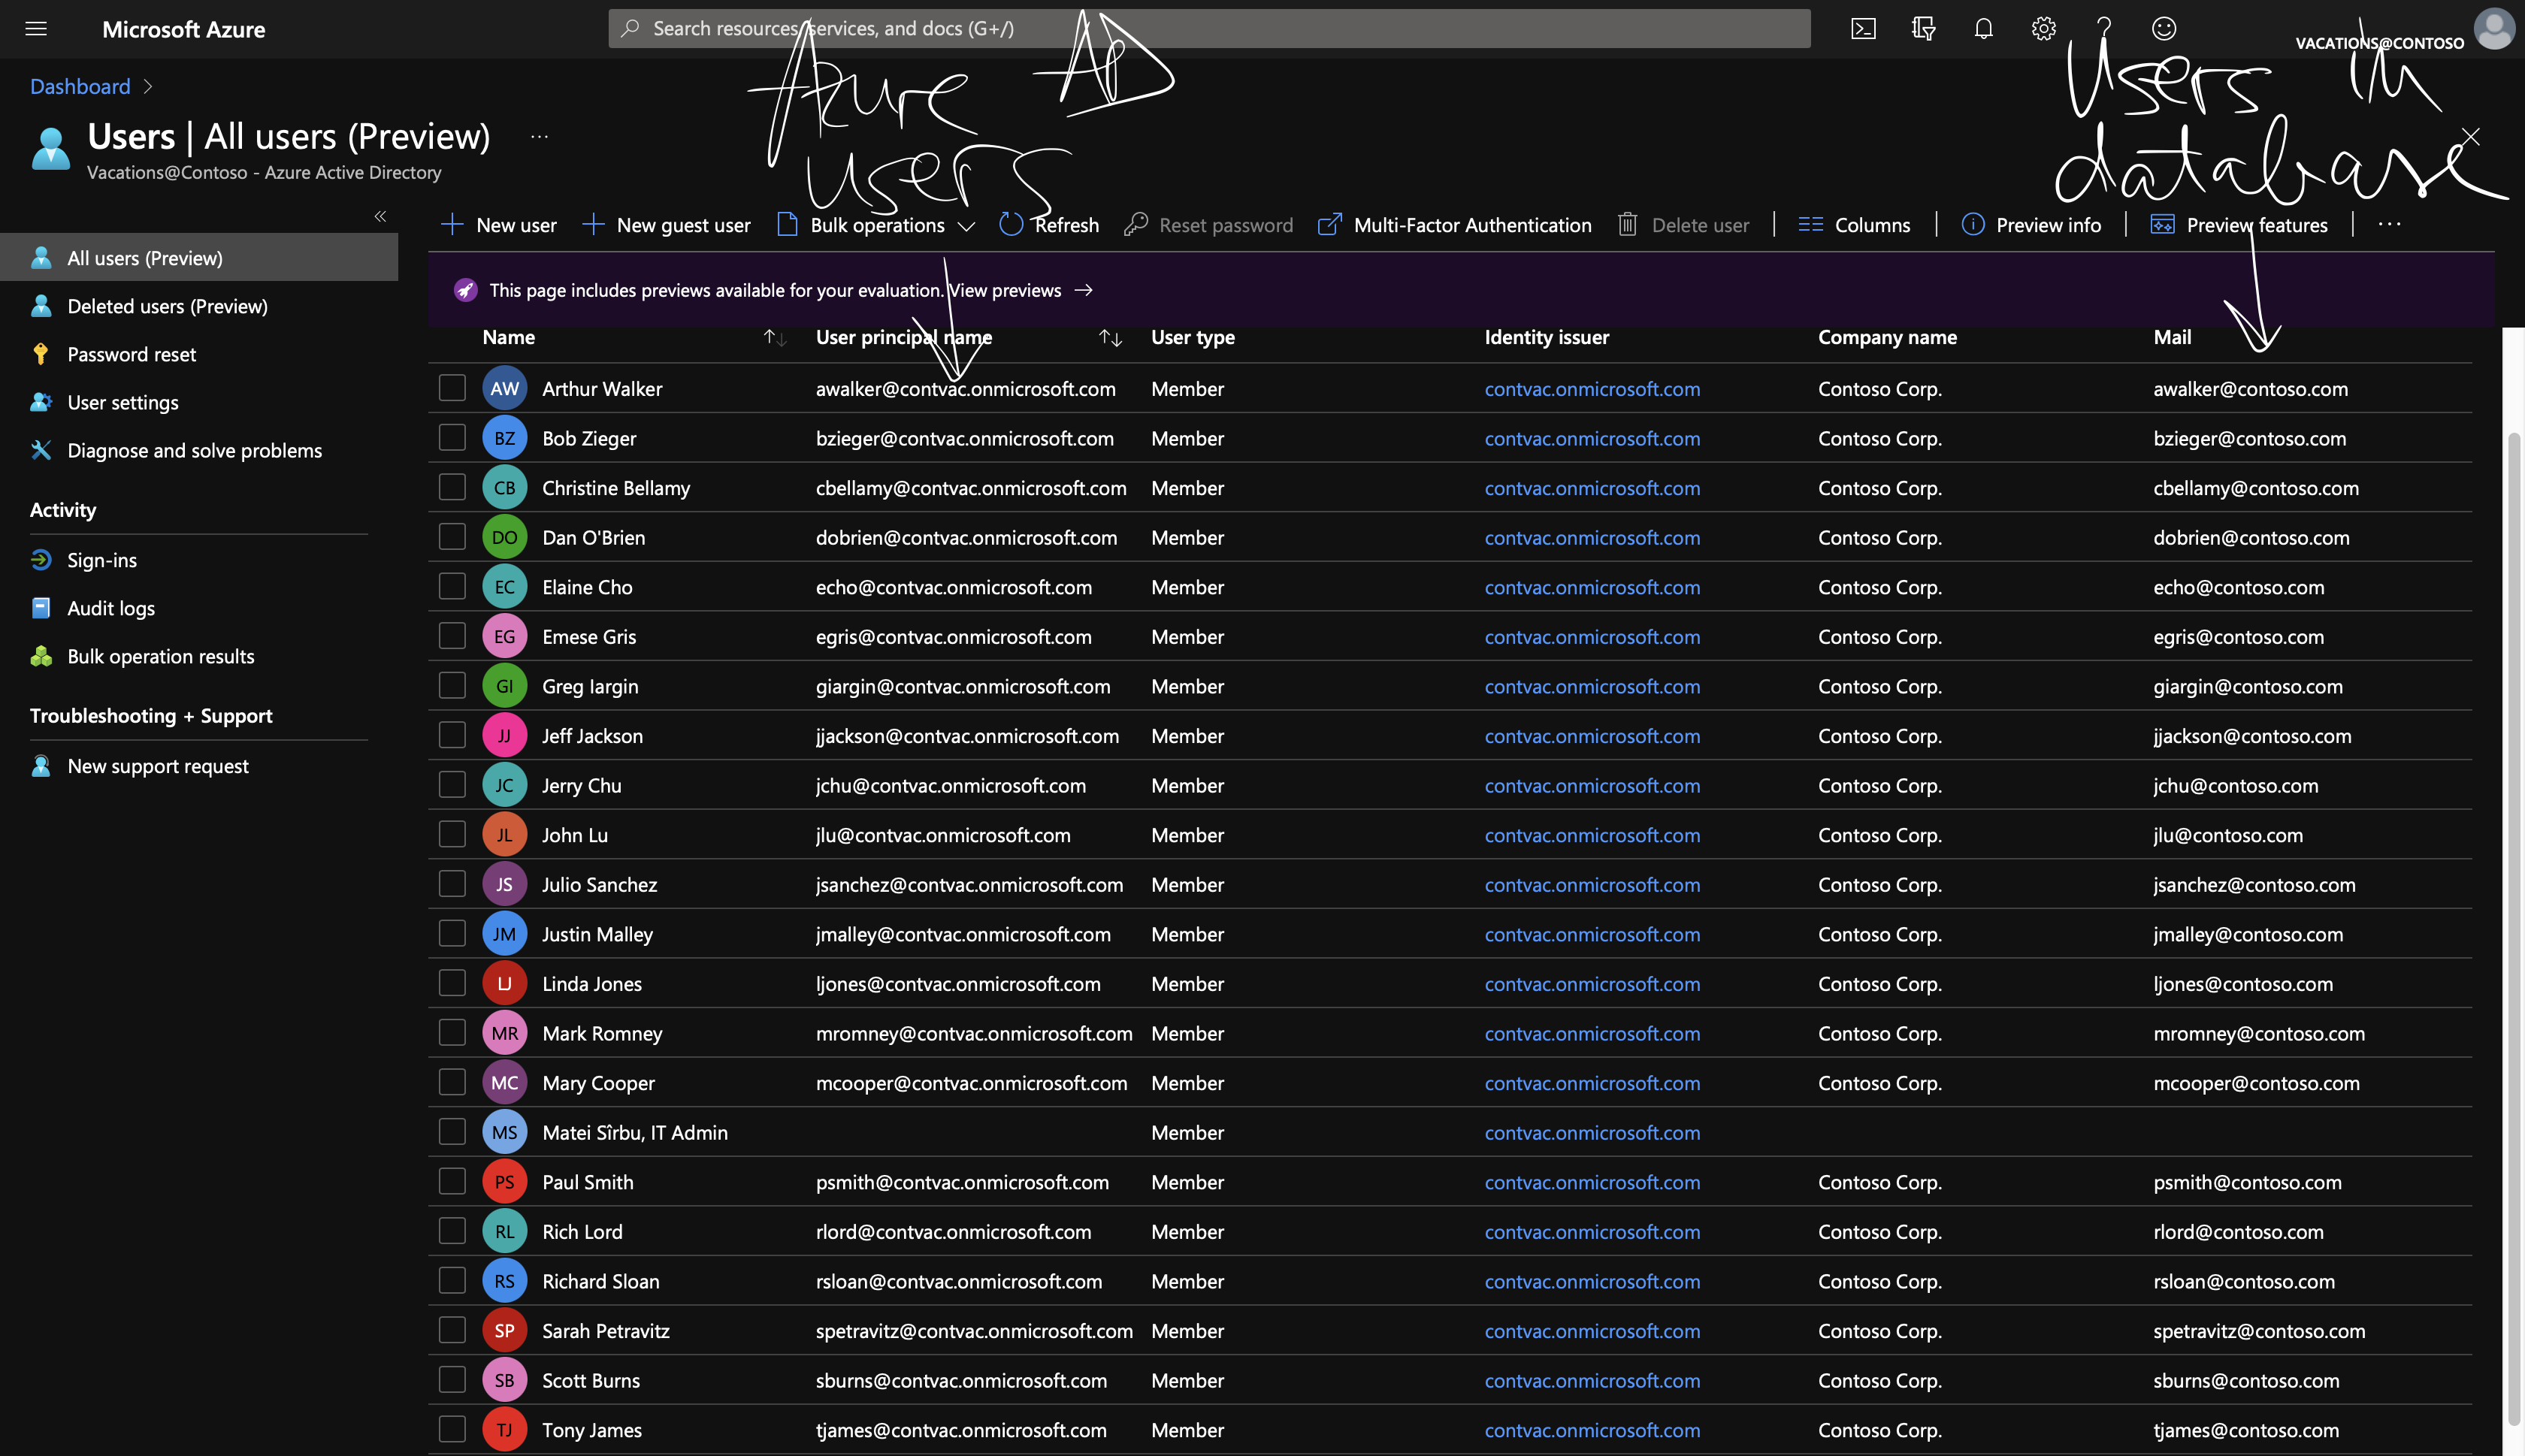 Microsoft Azure
Search resources, services, and docs (G+/)
VACATIONS@CONTOSO
Dashboard
Azure AD
users
Users in
database
Users | All users (Preview)
...
Vacations@Contoso - Azure Active Directory
«
New user
New guest user
Bulk operations
Refresh
Reset password
Multi-Factor Authentication
Delete user
Columns
Preview info
Preview features
...
All users (Preview)
Deleted users (Preview)
Password reset
User settings
Diagnose and solve problems
Activity
Sign-ins
Audit logs
Bulk operation results
Troubleshooting + Support
New support request
This page includes previews available for your evaluation. View previews →
Name User principal name User type Identity issuer Company name Mail
AW Arthur Walker awalker@contvac.onmicrosoft.com Member contvac.onmicrosoft.com Contoso Corp. awalker@contoso.com
BZ Bob Zieger bzieger@contvac.onmicrosoft.com Member contvac.onmicrosoft.com Contoso Corp. bzieger@contoso.com
CB Christine Bellamy cbellamy@contvac.onmicrosoft.com Member contvac.onmicrosoft.com Contoso Corp. cbellamy@contoso.com
DO Dan O'Brien dobrien@contvac.onmicrosoft.com Member contvac.onmicrosoft.com Contoso Corp. dobrien@contoso.com
EC Elaine Cho echo@contvac.onmicrosoft.com Member contvac.onmicrosoft.com Contoso Corp. echo@contoso.com
EG Emese Gris egris@contvac.onmicrosoft.com Member contvac.onmicrosoft.com Contoso Corp. egris@contoso.com
GI Greg Iargin giargin@contvac.onmicrosoft.com Member contvac.onmicrosoft.com Contoso Corp. giargin@contoso.com
JJ Jeff Jackson jjackson@contvac.onmicrosoft.com Member contvac.onmicrosoft.com Contoso Corp. jjackson@contoso.com
JC Jerry Chu jchu@contvac.onmicrosoft.com Member contvac.onmicrosoft.com Contoso Corp. jchu@contoso.com
JL John Lu jlu@contvac.onmicrosoft.com Member contvac.onmicrosoft.com Contoso Corp. jlu@contoso.com
JS Julio Sanchez jsanchez@contvac.onmicrosoft.com Member contvac.onmicrosoft.com Contoso Corp. jsanchez@contoso.com
JM Justin Malley jmalley@contvac.onmicrosoft.com Member contvac.onmicrosoft.com Contoso Corp. jmalley@contoso.com
LJ Linda Jones ljones@contvac.onmicrosoft.com Member contvac.onmicrosoft.com Contoso Corp. ljones@contoso.com
MR Mark Romney mromney@contvac.onmicrosoft.com Member contvac.onmicrosoft.com Contoso Corp. mromney@contoso.com
MC Mary Cooper mcooper@contvac.onmicrosoft.com Member contvac.onmicrosoft.com Contoso Corp. mcooper@contoso.com
MS Matei Sîrbu, IT Admin Member contvac.onmicrosoft.com
PS Paul Smith psmith@contvac.onmicrosoft.com Member contvac.onmicrosoft.com Contoso Corp. psmith@contoso.com
RL Rich Lord rlord@contvac.onmicrosoft.com Member contvac.onmicrosoft.com Contoso Corp. rlord@contoso.com
RS Richard Sloan rsloan@contvac.onmicrosoft.com Member contvac.onmicrosoft.com Contoso Corp. rsloan@contoso.com
SP Sarah Petravitz spetravitz@contvac.onmicrosoft.com Member contvac.onmicrosoft.com Contoso Corp. spetravitz@contoso.com
SB Scott Burns sburns@contvac.onmicrosoft.com Member contvac.onmicrosoft.com Contoso Corp. sburns@contoso.com
TJ Tony James tjames@contvac.onmicrosoft.com Member contvac.onmicrosoft.com Contoso Corp. tjames@contoso.com